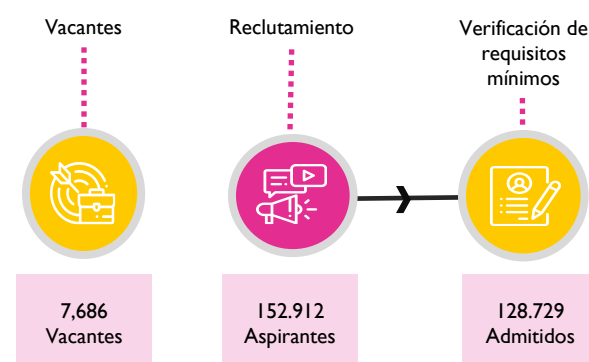 Vacantes
Reclutamiento
Verificación de
requisitos
mínimos
7,686
Vacantes
152.912
Aspirantes
128.729
Admitidos